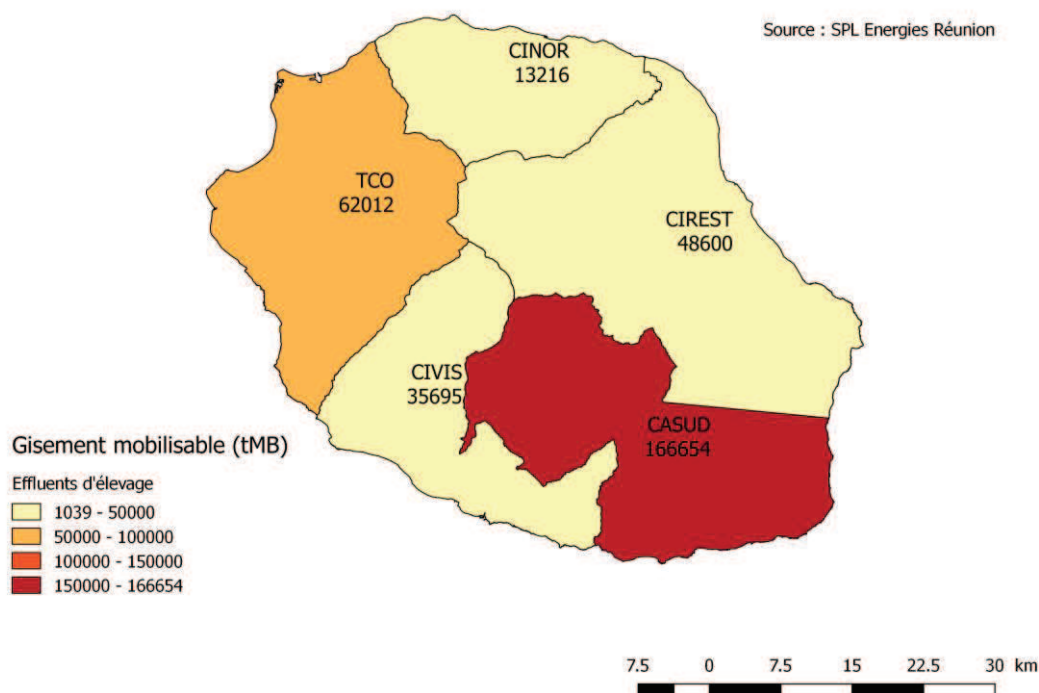 Source : SPL Energies Réunion
CINOR
13216
TCO
62012
CIREST
48600
CIVIS
35695
CASUD
166654
Gisement mobilisable (tMB)
Effluents d'élevage
1039 - 50000
50000 - 100000
100000 - 150000
150000 - 166654
7.5 0 7.5 15 22.5 30 km